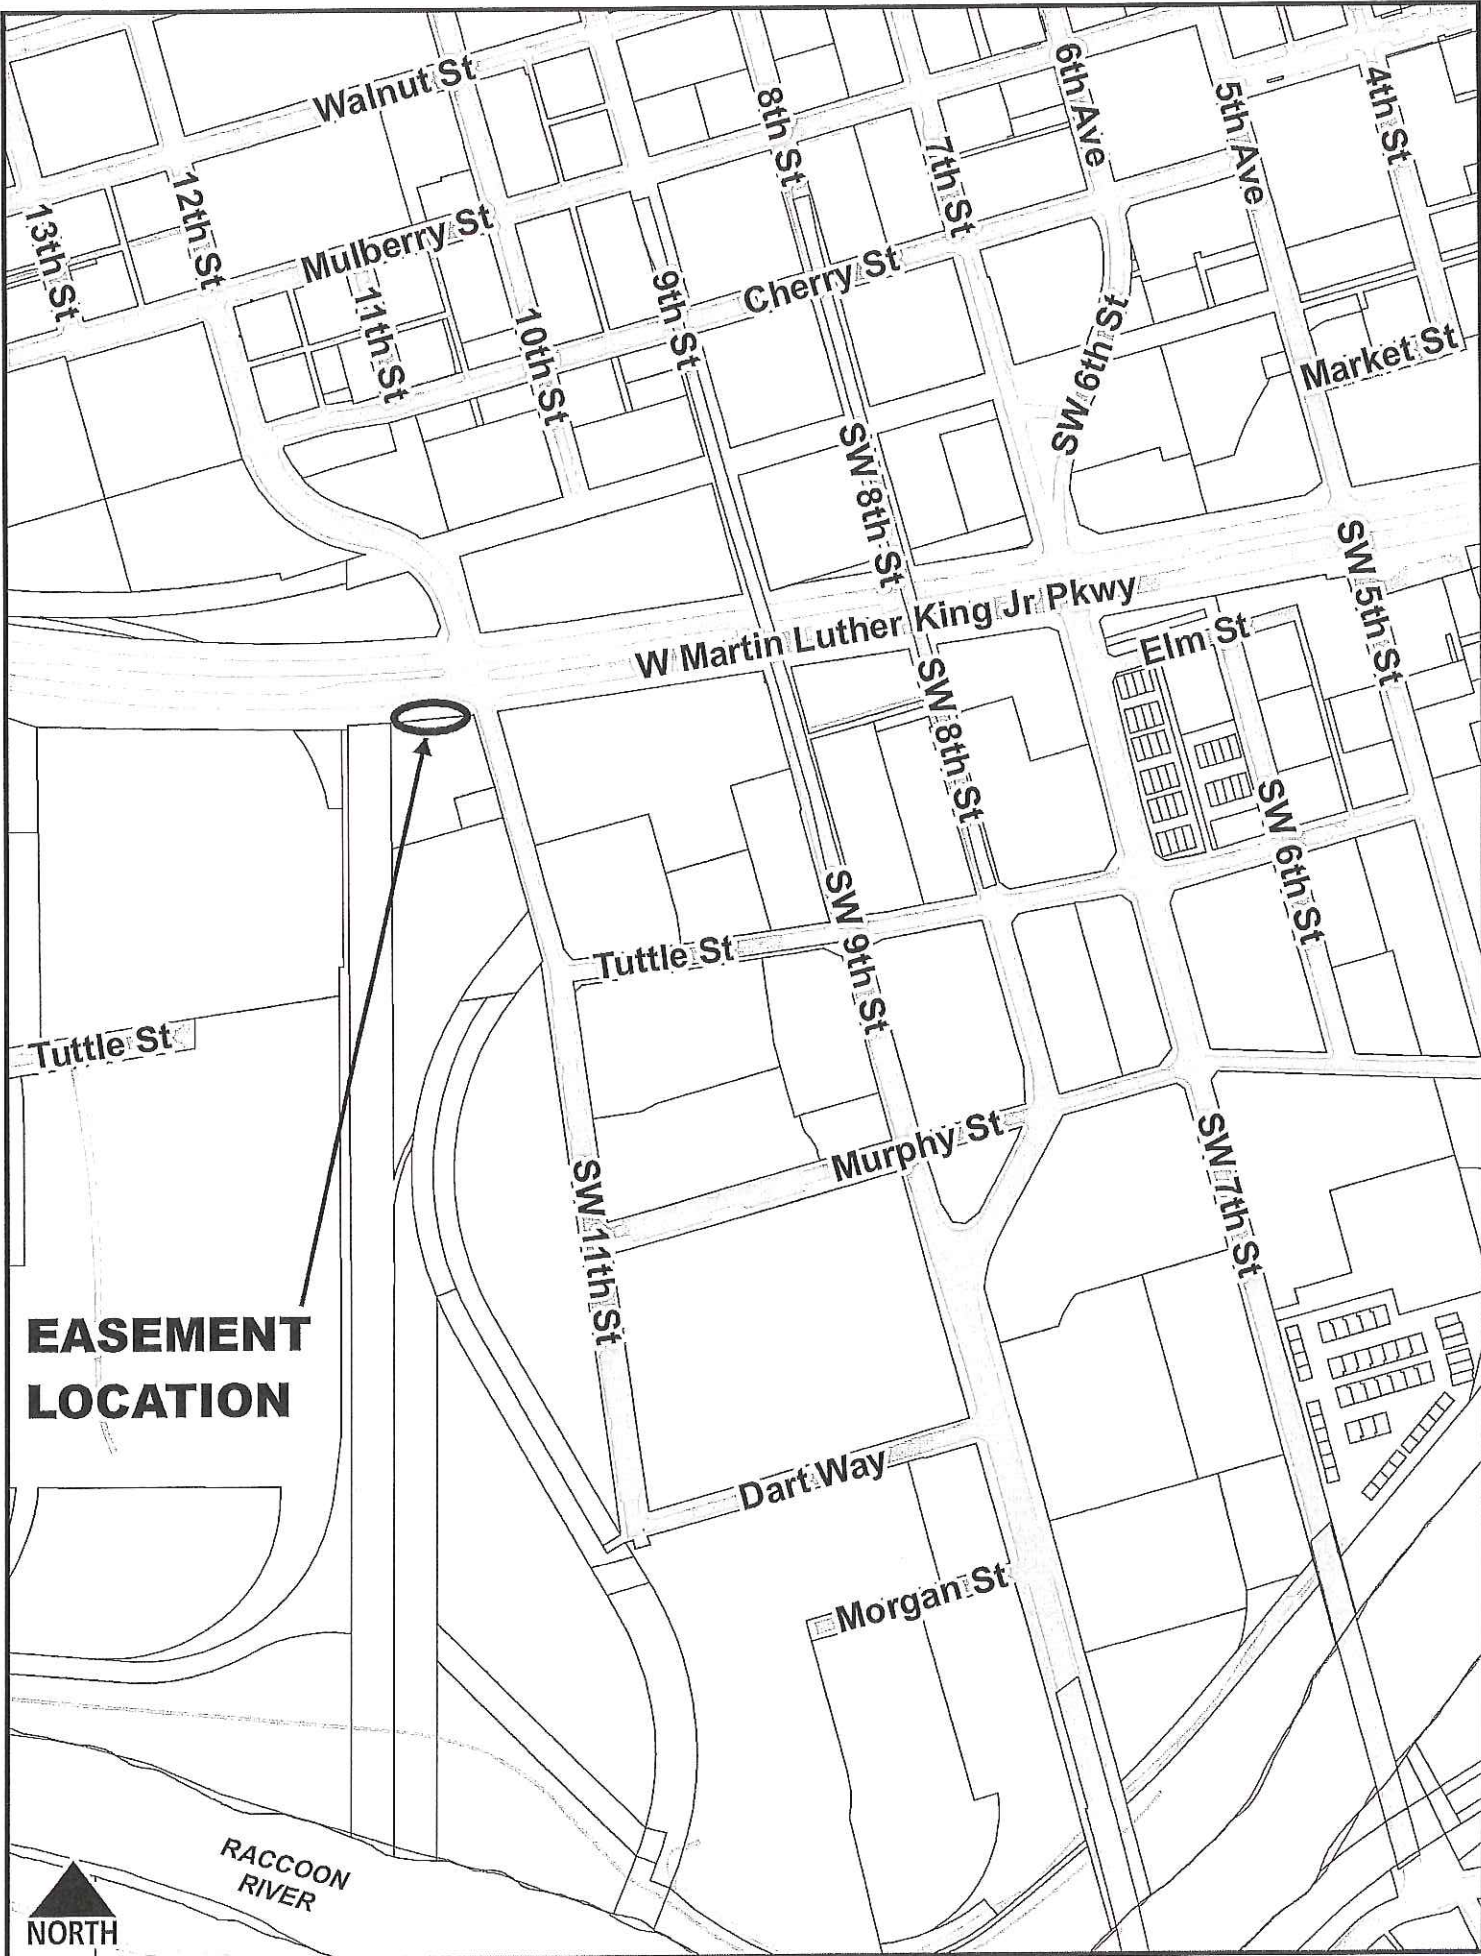 Walnut St
8th St
6th Ave
5th Ave
4th St
7th St
13th St
12th St
Mulberry St
11th St
10th St
9th St
Cherry St
SW 6th St
Market St
SW 8th St
SW 5th St
W Martin Luther King Jr Pkwy
Elm St
SW 8th St
SW 6th St
SW 9th St
Tuttle St
Tuttle St
Murphy St
SW 11th St
SW 7th St
EASEMENT
LOCATION
Dart Way
Morgan St
RACCOON
RIVER
NORTH